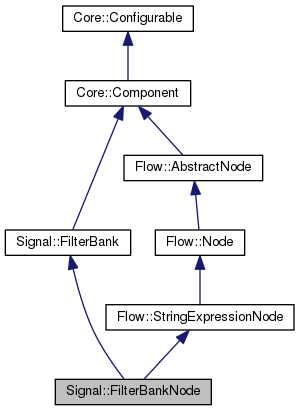 Core::Configurable
Core::Component
Flow::AbstractNode
Signal::FilterBank
Flow::Node
Flow::StringExpressionNode
Signal::FilterBankNode